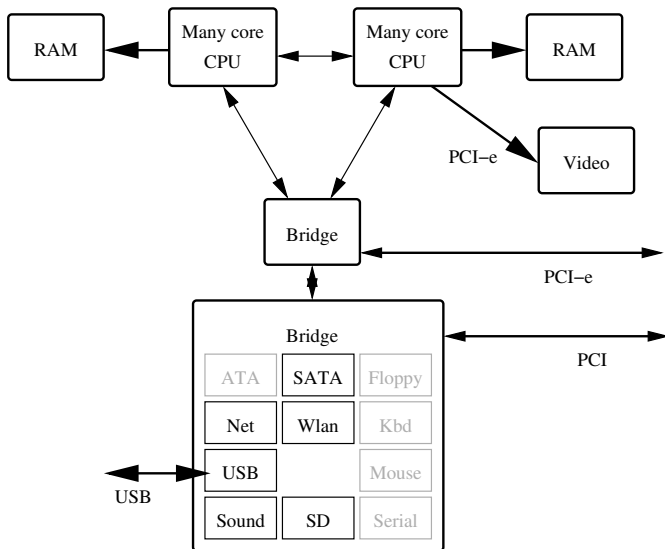 RAM
Many core
CPU
Many core
CPU
RAM
PCI−e
Video
Bridge
PCI−e
Bridge
PCI
ATA
SATA
Floppy
Net
Wlan
Kbd
USB
Mouse
USB
Sound
SD
Serial